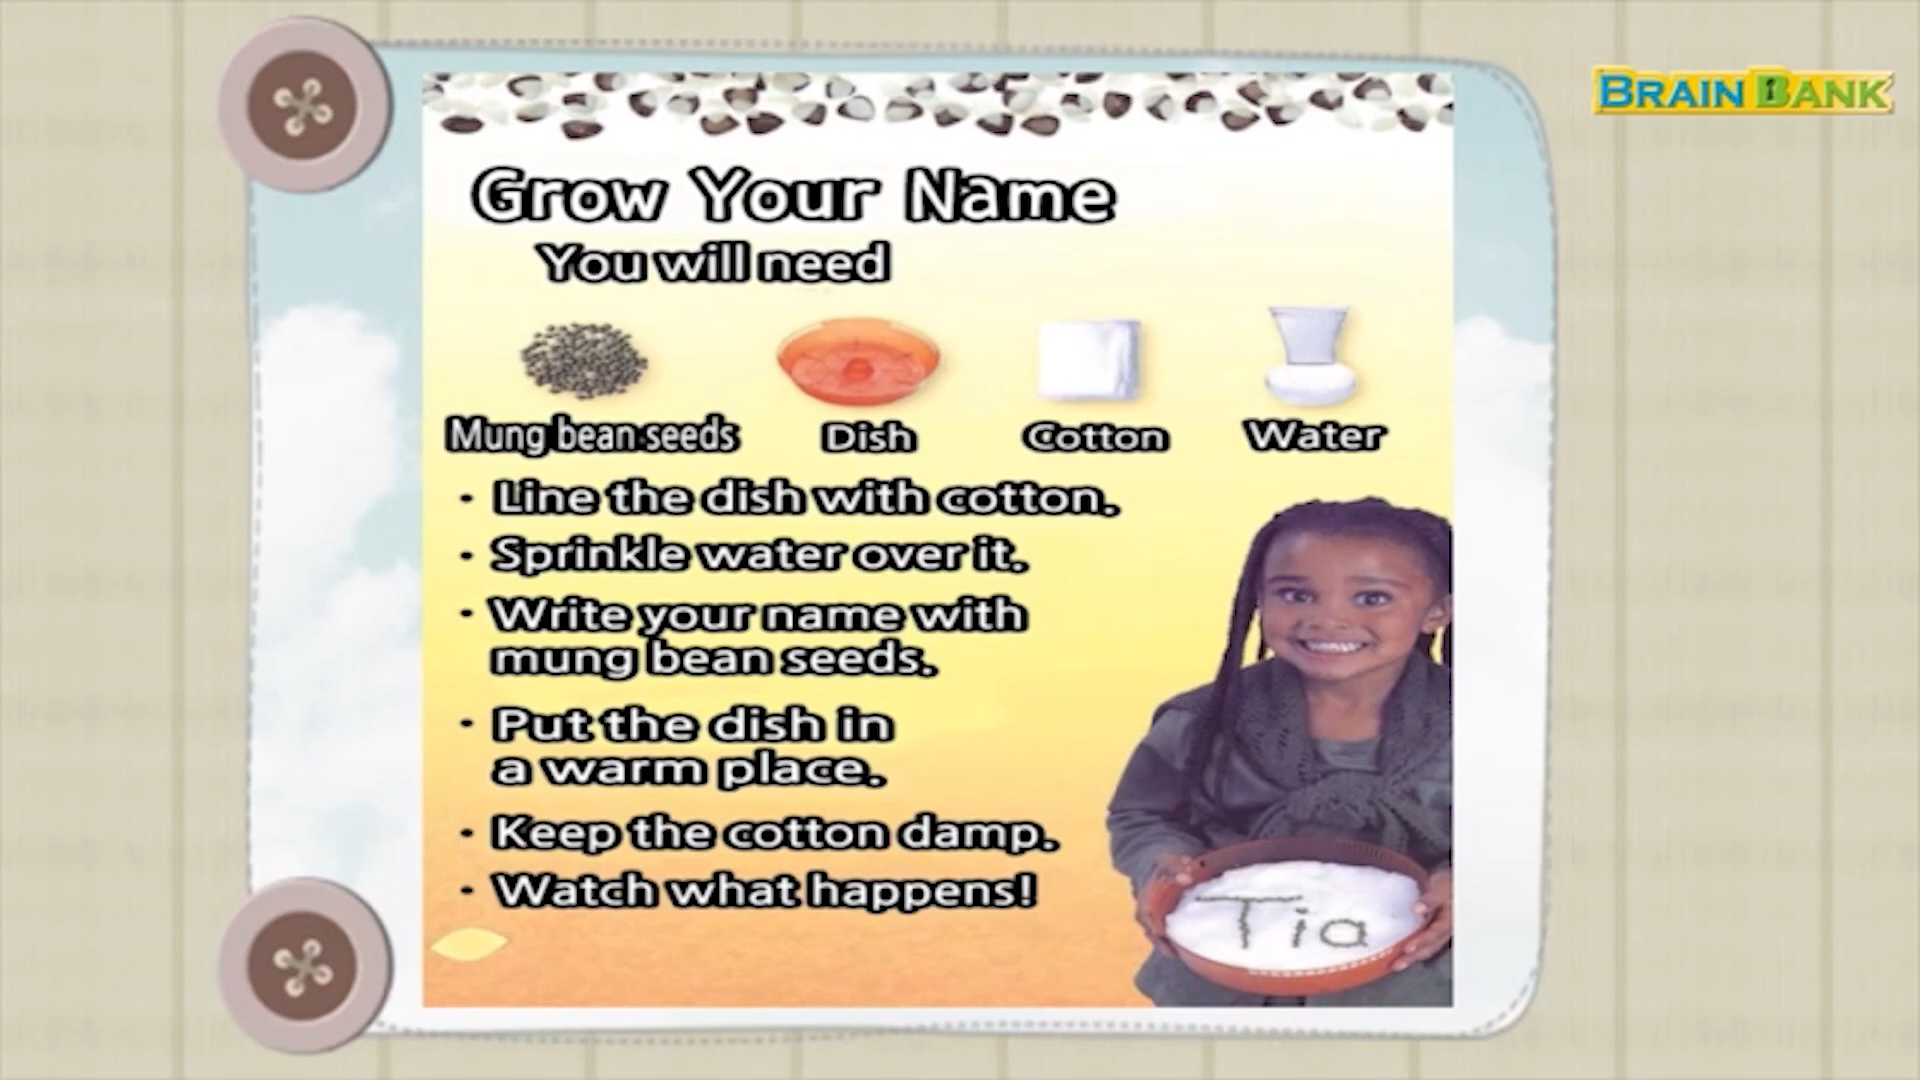 BRAIN BANK
Grow Your Name
You will need
Mung bean seeds
Dish
Cotton
Water
· Line the dish with cotton.
· Sprinkle water over it.
· Write your name with
mung bean seeds.
· Put the dish in
a warm place.
· Keep the cotton damp.
· Watch what happens!
Tia